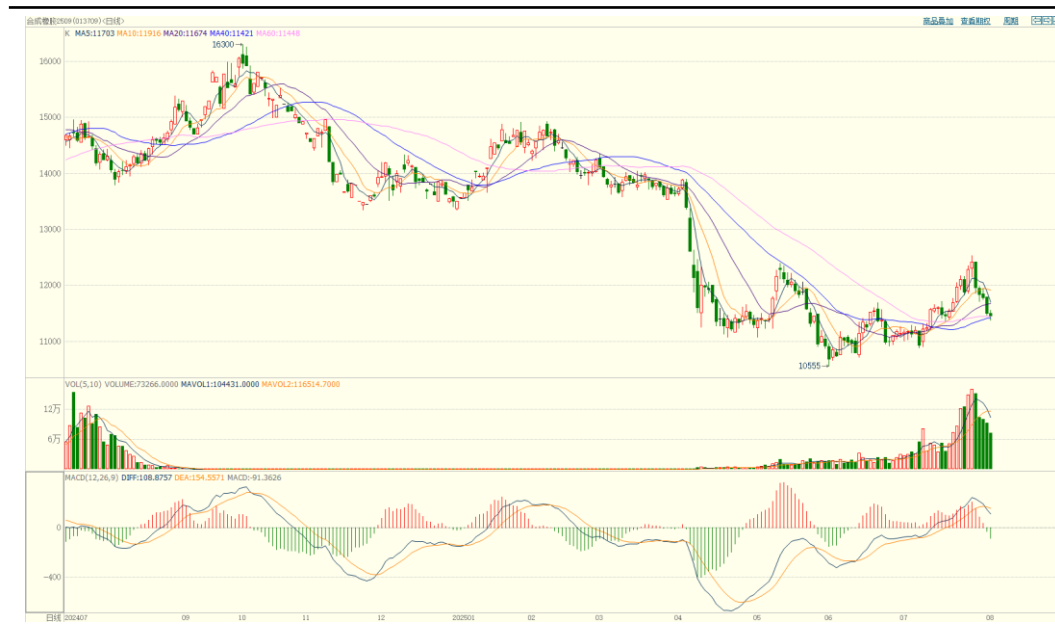 合成橡胶2509(013709)<日线>
商品叠加 查看期权 周期
K MA5:11703 MA10:11916 MA20:11674 MA40:11421 MA60:11448
16300→
16000
15000
14000
13000
12000
11000
10555→
VOL(5,10) VOLUME:73266.0000 MAVOL1:104431.0000 MAVOL2:116514.7000
12万
6万
MACD(12,26,9) DIFF:108.8757 DEA:154.5571 MACD:-91.3626
0
-400
日线 202407 09 10 11 12 202501 02 03 04 05 06 07 08